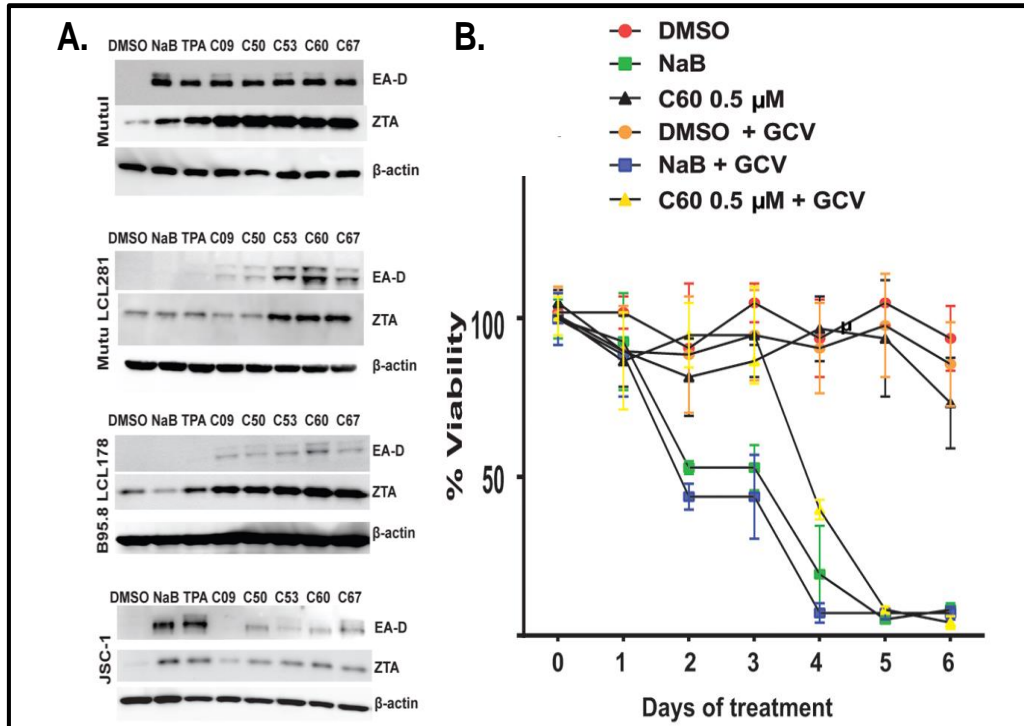 A.
DMSO NaB TPA C09 C50 C53 C60 C67
EA-D
ZTA
β-actin
MutuI
DMSO NaB TPA C09 C50 C53 C60 C67
EA-D
ZTA
β-actin
Mutu LCL281
DMSO NaB TPA C09 C50 C53 C60 C67
EA-D
ZTA
β-actin
B95.8 LCL178
DMSO NaB TPA C09 C50 C53 C60 C67
EA-D
ZTA
β-actin
JSC-1
B.
DMSO
NaB
C60 0.5 µM
DMSO + GCV
NaB + GCV
C60 0.5 µM + GCV
% Viability
100
50
µ
0 1 2 3 4 5 6
Days of treatment